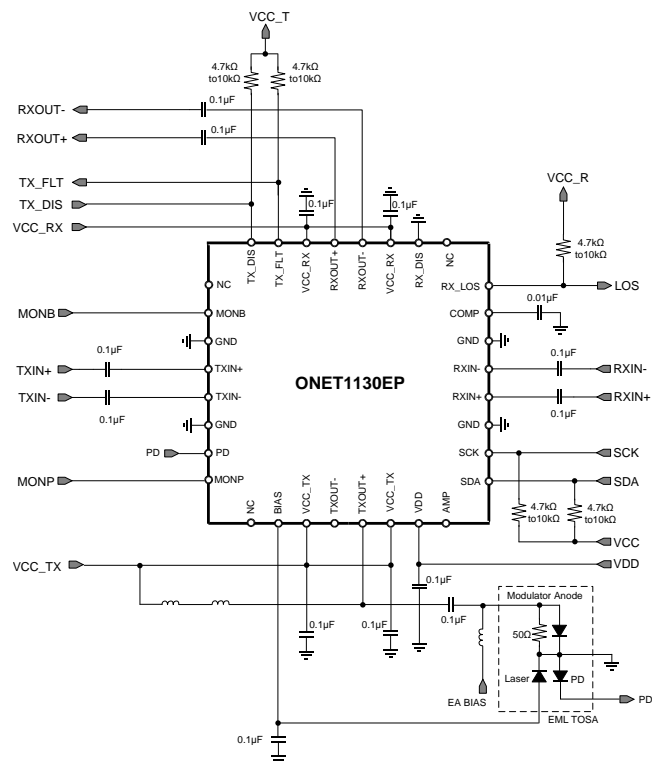 VCC_T
4.7kΩ
to10kΩ
4.7kΩ
to10kΩ
0.1µF
RXOUT-
0.1µF
RXOUT+
TX_FLT
TX_DIS
VCC_RX
0.1µF
0.1µF
VCC_R
4.7kΩ
to10kΩ
TX_DIS
TX_FLT
VCC_RX
RXOUT+
RXOUT-
VCC_RX
RX_DIS
NC
NC
RX_LOS
LOS
MONB
MONB
COMP
0.01µF
GND
GND
0.1µF
0.1µF
TXIN+
TXIN+
RXIN-
RXIN-
ONET1130EP
TXIN-
TXIN-
RXIN+
RXIN+
0.1µF
0.1µF
GND
GND
PD
PD
SCK
SCK
MONP
MONP
SDA
SDA
NC
BIAS
VCC_TX
TXOUT-
TXOUT+
VCC_TX
VDD
AMP
4.7kΩ
to10kΩ
4.7kΩ
to10kΩ
VCC
VCC_TX
VDD
0.1µF
Modulator Anode
0.1µF
0.1µF
0.1µF
50Ω
Laser
PD
EA BIAS
PD
EML TOSA
0.1µF